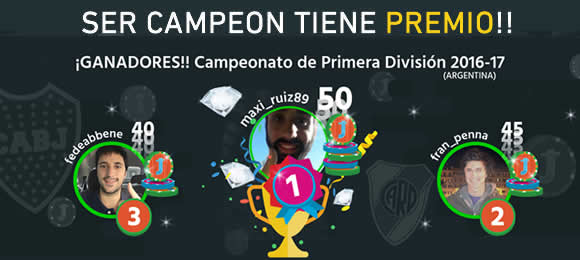 SER CAMPEON TIENE PREMIO!!
¡GANADORES!! Campeonato de Primera División 2016-17
(ARGENTINA)
fedeabbene
40
3
maxi_ruiz89
50
1
fran_penna
45
2
CARP